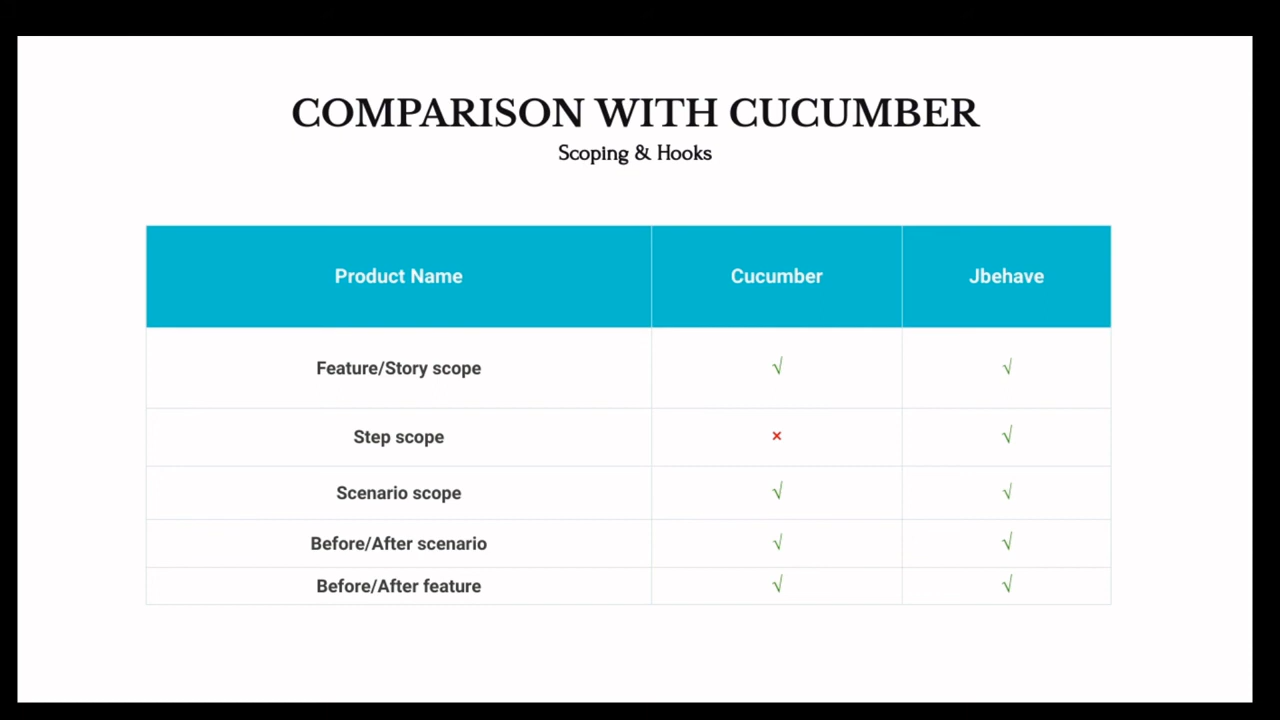 COMPARISON WITH CUCUMBER
Scoping & Hooks
Product Name Cucumber Jbehave
Feature/Story scope √ √
Step scope × √
Scenario scope √ √
Before/After scenario √ √
Before/After feature √ √